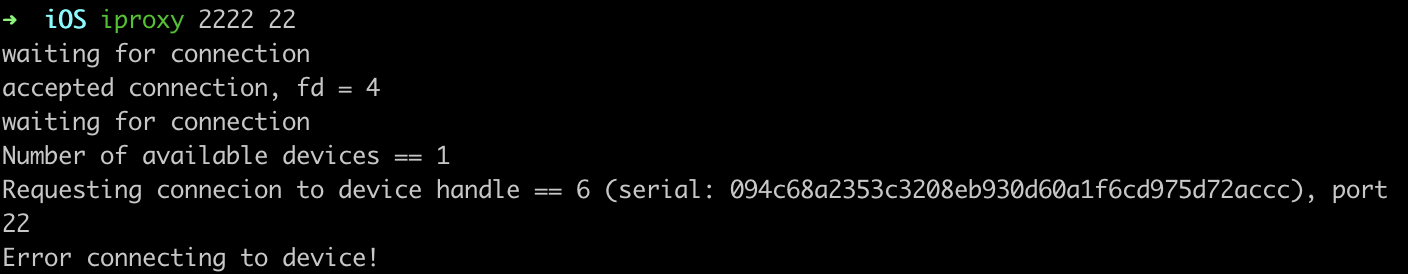 ➜  iOS iproxy 2222 22
waiting for connection
accepted connection, fd = 4
waiting for connection
Number of available devices == 1
Requesting connecion to device handle == 6 (serial: 094c68a2353c3208eb930d60a1f6cd975d72accc), port
22
Error connecting to device!